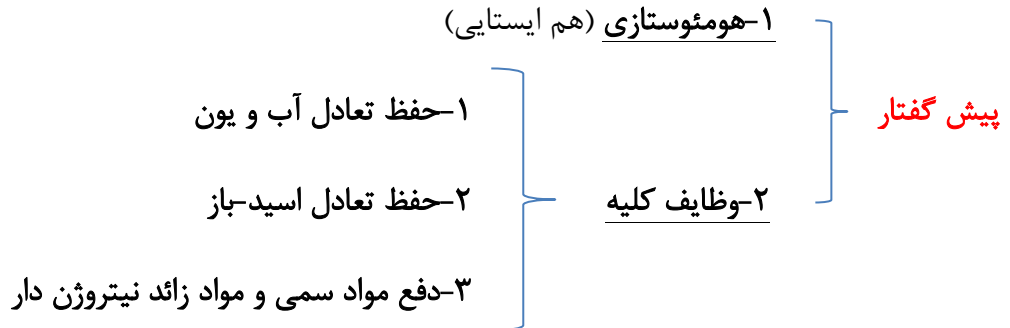 پیش گفتار
۱-هومئوستازی (هم ایستایی)
۲-وظایف کلیه
۱-حفظ تعادل آب و یون
۲-حفظ تعادل اسید-باز
۳-دفع مواد سمی و مواد زائد نیتروژن دار